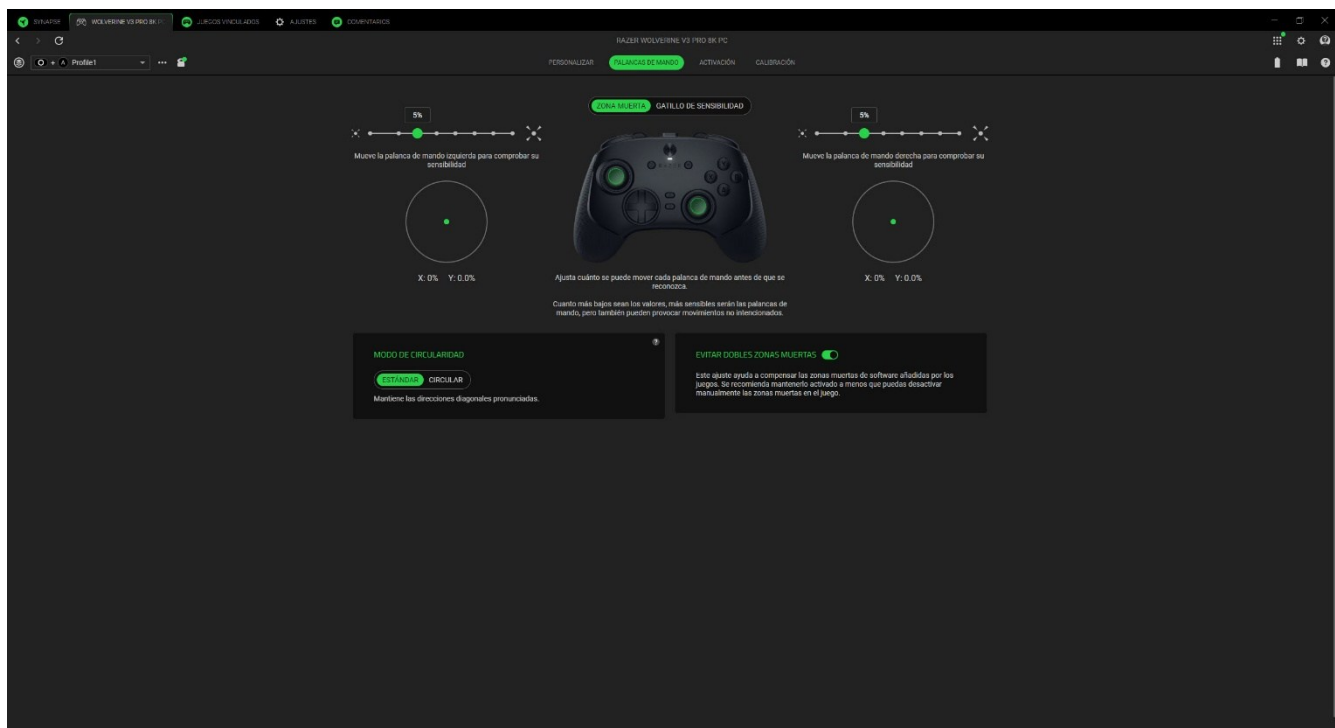 SYNAPSE
WOLVERINE V3 PRO 8K PC
JUEGOS VINCULADOS
AJUSTES
COMENTARIOS
RAZER WOLVERINE V3 PRO 8K PC
A
Profile1
PERSONALIZAR
PALANCAS DE MANDO
ACTIVACIÓN
CALIBRACIÓN
ZONA MUERTA
GATILLO DE SENSIBILIDAD
5%
Mueve la palanca de mando izquierda para comprobar su
sensibilidad
X: 0% Y: 0.0%
Ajusta cuánto se puede mover cada palanca de mando antes de que se
reconozca.
Cuanto más bajos sean los valores, más sensibles serán las palancas de
mando, pero también pueden provocar movimientos no intencionados.
5%
Mueve la palanca de mando derecha para comprobar su
sensibilidad
X: 0% Y: 0.0%
MODO DE CIRCULARIDAD
ESTÁNDAR
CIRCULAR
Mantiene las direcciones diagonales pronunciadas.
EVITAR DOBLES ZONAS MUERTAS
Este ajuste ayuda a compensar las zonas muertas de software añadidas por los
juegos. Se recomienda mantenerlo activado a menos que puedas desactivar
manualmente las zonas muertas en el juego.